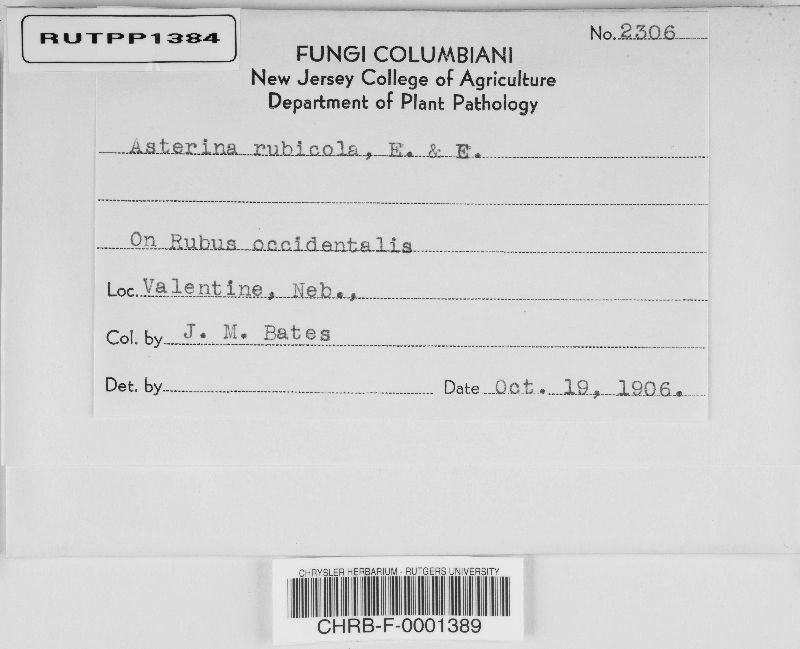 RUTPP1384
No. 2306
FUNGI COLUMBIANI
New Jersey College of Agriculture
Department of Plant Pathology
Asterina rubicola, E. & E.
On Rubus occidentalis
Loc. Valentine, Neb.,
Col. by J. M. Bates
Det. by Date Oct. 19, 1906.
CHRYSLER HERBARIUM - RUTGERS UNIVERSITY
CHRB-F-0001389